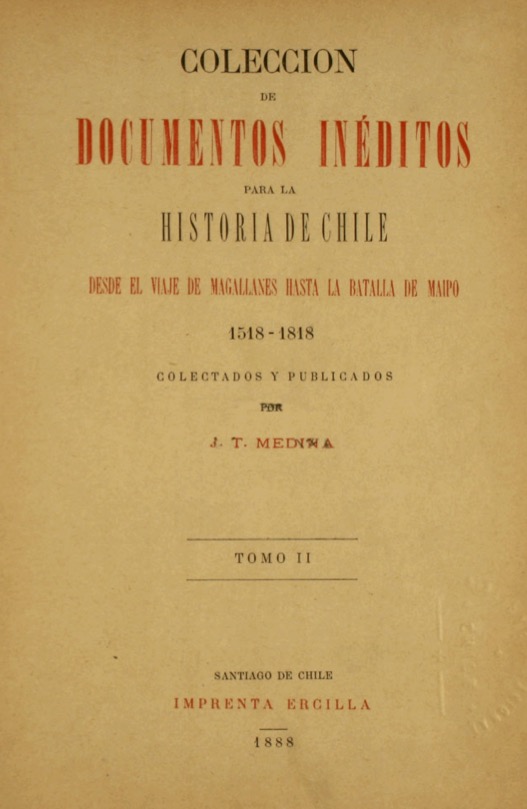 COLECCION
DE
DOCUMENTOS INÉDITOS
PARA LA
HISTORIA DE CHILE
DESDE EL VIAJE DE MAGALLANES HASTA LA BATALLA DE MAIPO
1518-1818
COLECTADOS Y PUBLICADOS
POR
J. T. MEDINA
TOMO II
SANTIAGO DE CHILE
IMPRENTA ERCILLA
1888